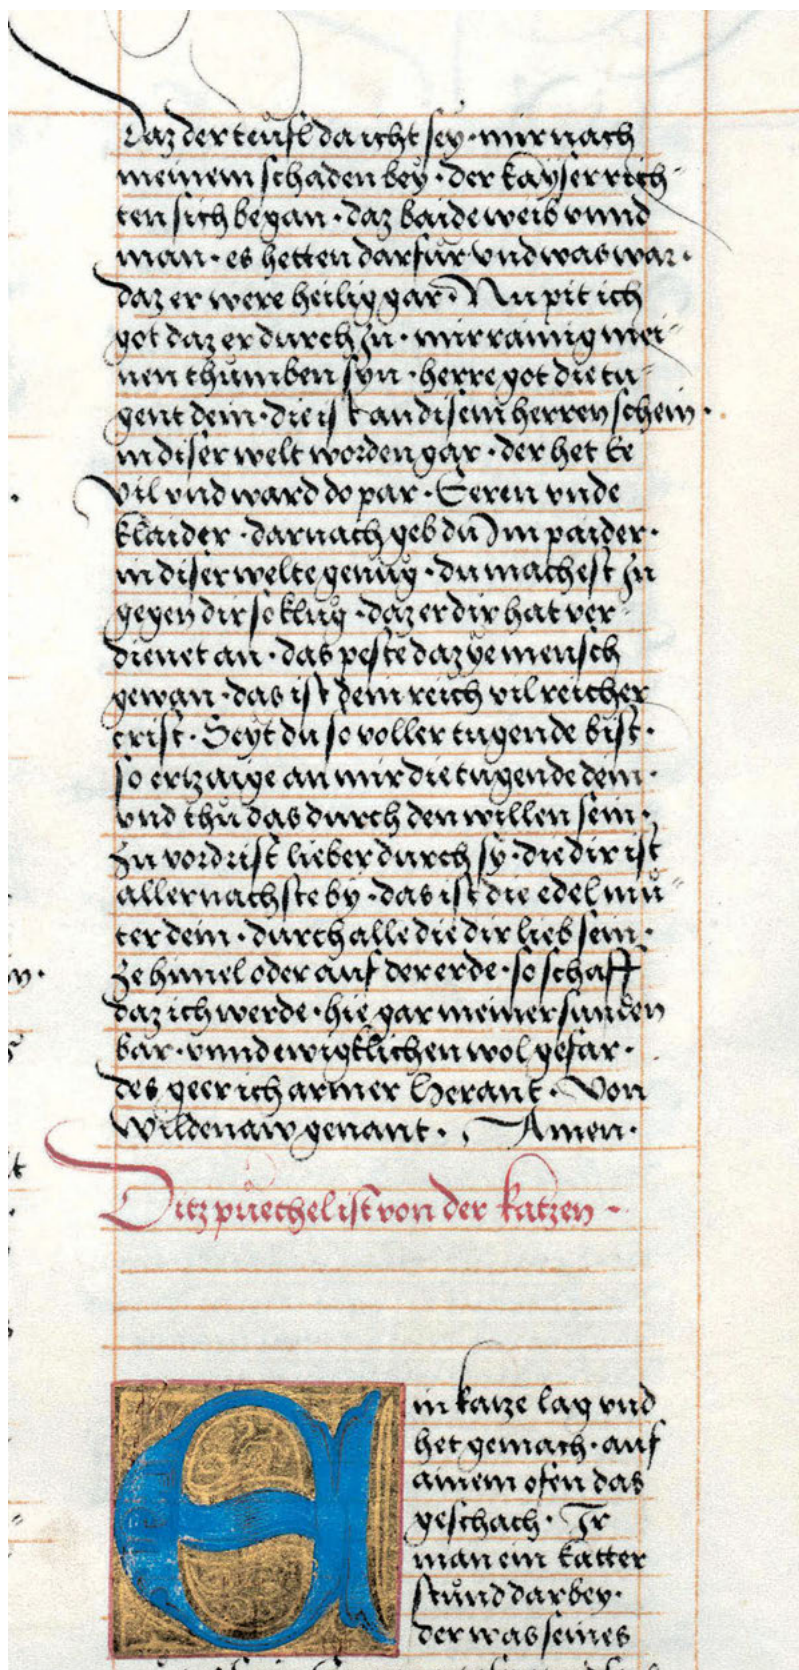 Daz der teufl da icht sey · mir nach
meinem schaden bey · der kayser rich⸗
ten sich began · daz baide weib vnnd
man · es hetten darfür vnd was war ·
daz er were heilig gar · Nu pit ich
got daz er durch In · mir rainig mei⸗
nen thumben syn · herre got die tu⸗
gent dein · die ist an disem herren schein ·
in diser welt worden gar · der het Ee
vil vnd ward do par · Eeren vnde
klaider · darnach geb du Im paider ·
in diser welte genůg · du machest In
gegen dir so klůg · daz er dir hat ver⸗
dienet an · das peste daz ye mensch
gewan · das ist dein reich vil reicher
crist · Seyt du so voller tugende bist ·
so ertzaige an mir die tugende dein ·
vnd thů das durch den willen sein ·
Zu vordrist lieber durch sy · die dir ist
allernachste by · das ist die edel mů⸗
ter dein · durch alle die dir lieb sein ·
Ze himel oder auf der erde · so schaff
daz ich werde · hie gar meiner sunden
bar · vnnd ewigklichen wol gefar ·
des geer ich armer Herant · Von
Wildenaw genant · Amen ·
Ditz půechel ist von der katzen ·
Ein katze lag vnd
het gemach · auf
ainem ofen das
geschach · Ir
man ein katter
stůnd darbey ·
der was seines